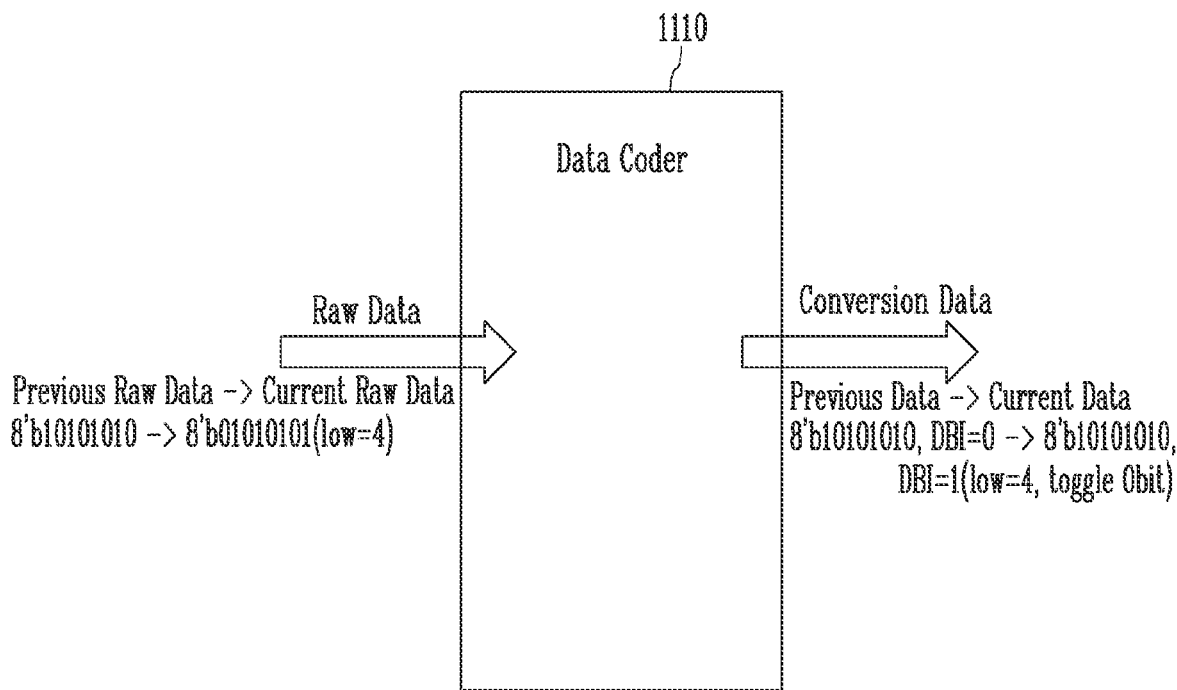 1110
Data Coder
Raw Data
Previous Raw Data -> Current Raw Data
8'b10101010 -> 8'b01010101(low=4)
Conversion Data
Previous Data -> Current Data
8'b10101010, DBI=0 -> 8'b10101010,
DBI=1(low=4, toggle 0bit)